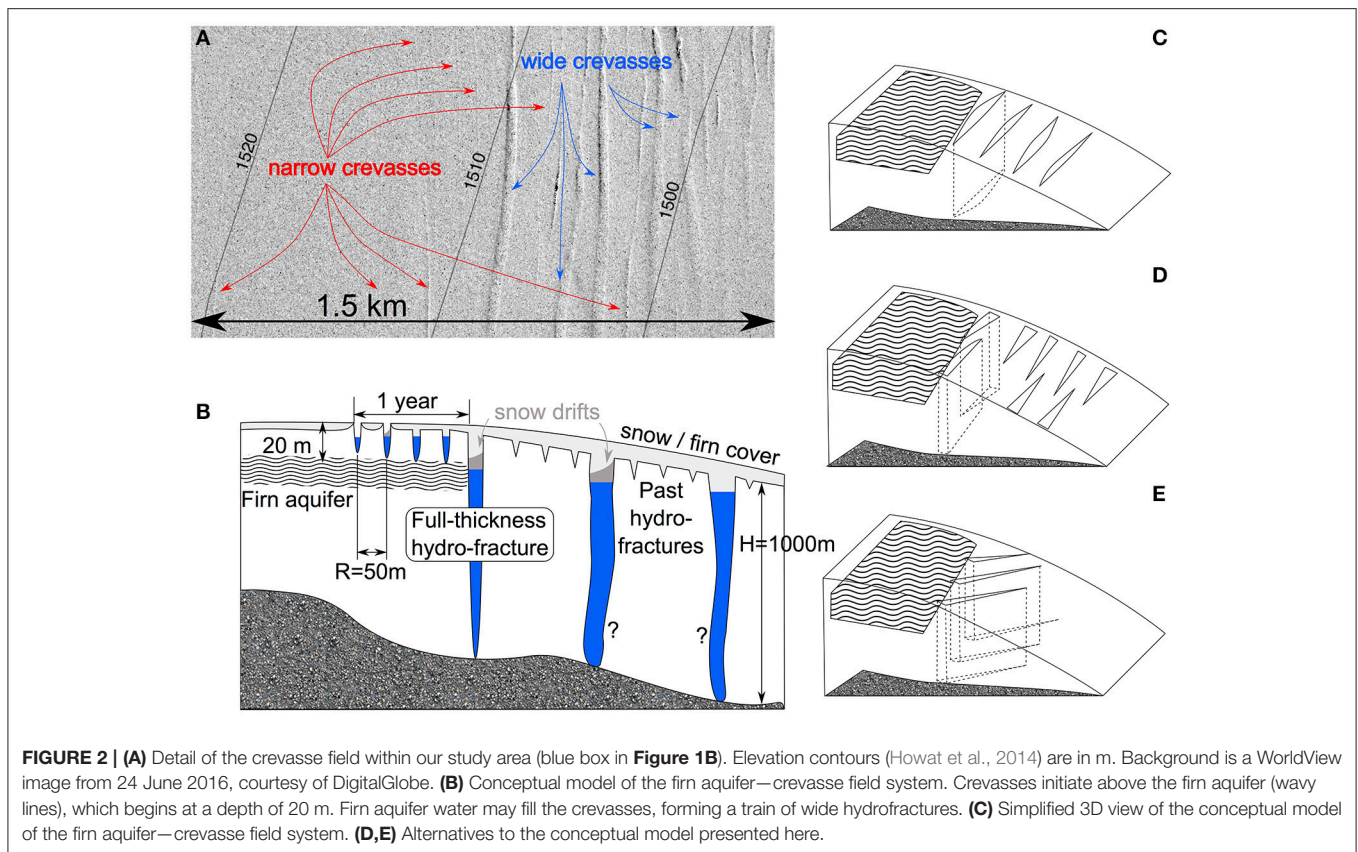 A
wide crevasses
narrow crevasses
1520
1510
1500
1.5 km
B
1 year
snow drifts
20 m
snow / firn cover
Firn aquifer
Full-thickness
hydro-fracture
Past
hydro-
fractures
H=1000m
R=50m
?
?
C
D
E
FIGURE 2 | (A) Detail of the crevasse field within our study area (blue box in Figure 1B). Elevation contours (Howat et al., 2014) are in m. Background is a WorldView
image from 24 June 2016, courtesy of DigitalGlobe. (B) Conceptual model of the firn aquifer—crevasse field system. Crevasses initiate above the firn aquifer (wavy
lines), which begins at a depth of 20 m. Firn aquifer water may fill the crevasses, forming a train of wide hydrofractures. (C) Simplified 3D view of the conceptual model
of the firn aquifer—crevasse field system. (D,E) Alternatives to the conceptual model presented here.